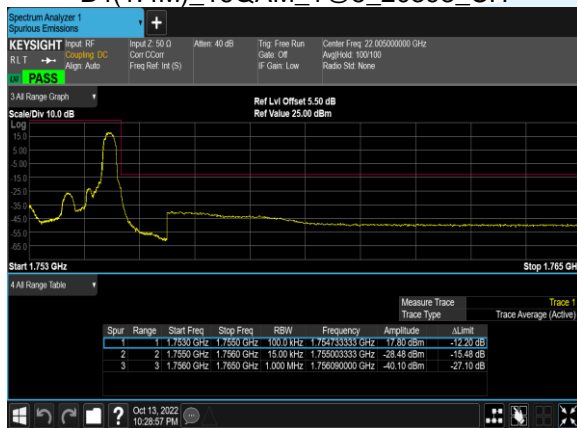 Spectrum Analyzer 1
Spurious Emissions
KEYSIGHT Input: RF Input Z: 50 Ω Atten: 40 dB Trig: Free Run Center Freq: 22.005000000 GHz
RLT Coupling: DC Corr CCorr Gate: Off Avg|Hold: 100/100
Align: Auto Freq Ref: Int (S) IF Gain: Low Radio Std: None
PASS
3 All Range Graph
Ref Lvl Offset 5.50 dB
Scale/Div 10.0 dB Ref Value 25.00 dBm
Log
15.0
5.00
-5.00
-15.0
-25.0
-35.0
-45.0
-55.0
-65.0
Start 1.753 GHz Stop 1.765 GH
4 All Range Table
Measure Trace Trace 1
Trace Type Trace Average (Active)
Spur Range Start Freq Stop Freq RBW Frequency Amplitude ΔLimit
1 1 1.7530 GHz 1.7550 GHz 100.0 kHz 1.754733333 GHz 17.80 dBm -12.20 dB
2 2 1.7550 GHz 1.7560 GHz 15.00 kHz 1.755003333 GHz -28.48 dBm -15.48 dB
3 3 1.7560 GHz 1.7650 GHz 1.000 MHz 1.756090000 GHz -40.10 dBm -27.10 dB
Oct 13, 2022
10:28:57 PM